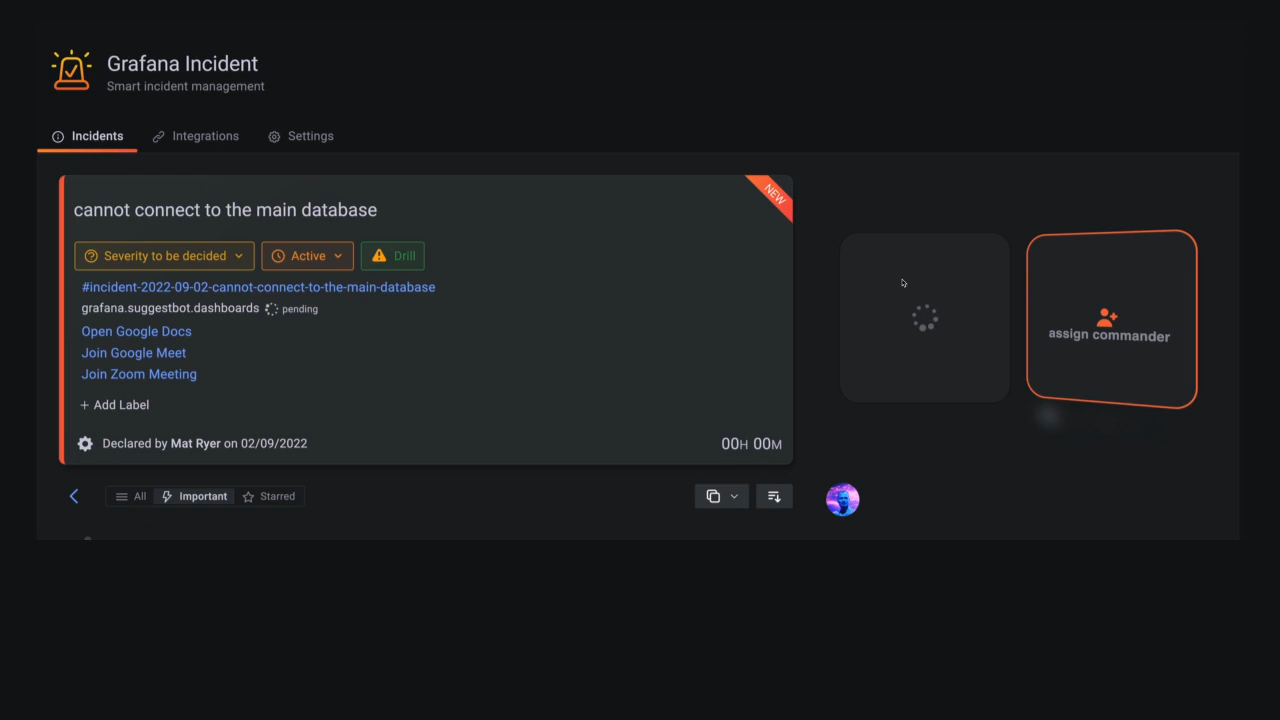 Grafana Incident
Smart incident management
Incidents Integrations Settings
NEW
cannot connect to the main database
Severity to be decided Active Drill
#incident-2022-09-02-cannot-connect-to-the-main-database
grafana.suggestbot.dashboards pending
Open Google Docs
Join Google Meet
Join Zoom Meeting
+ Add Label
Declared by Mat Ryer on 02/09/2022 00H 00M
All Important Starred
assign commander